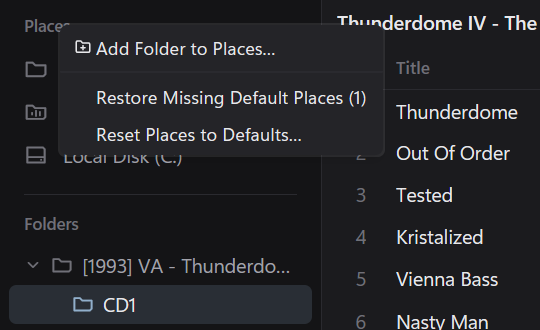 Places
Add Folder to Places...
Restore Missing Default Places (1)
Reset Places to Defaults...
Local Disk (C:)
Folders
[1993] VA - Thunderdo...
CD1
Thunderdome IV - The
Title
Thunderdome
2 Out Of Order
3 Tested
4 Kristalized
5 Vienna Bass
6 Nasty Man